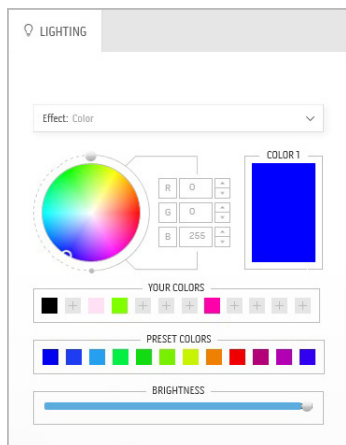 LIGHTING
Effect: Color
COLOR 1
R 0
G 0
B 255
YOUR COLORS
PRESET COLORS
BRIGHTNESS